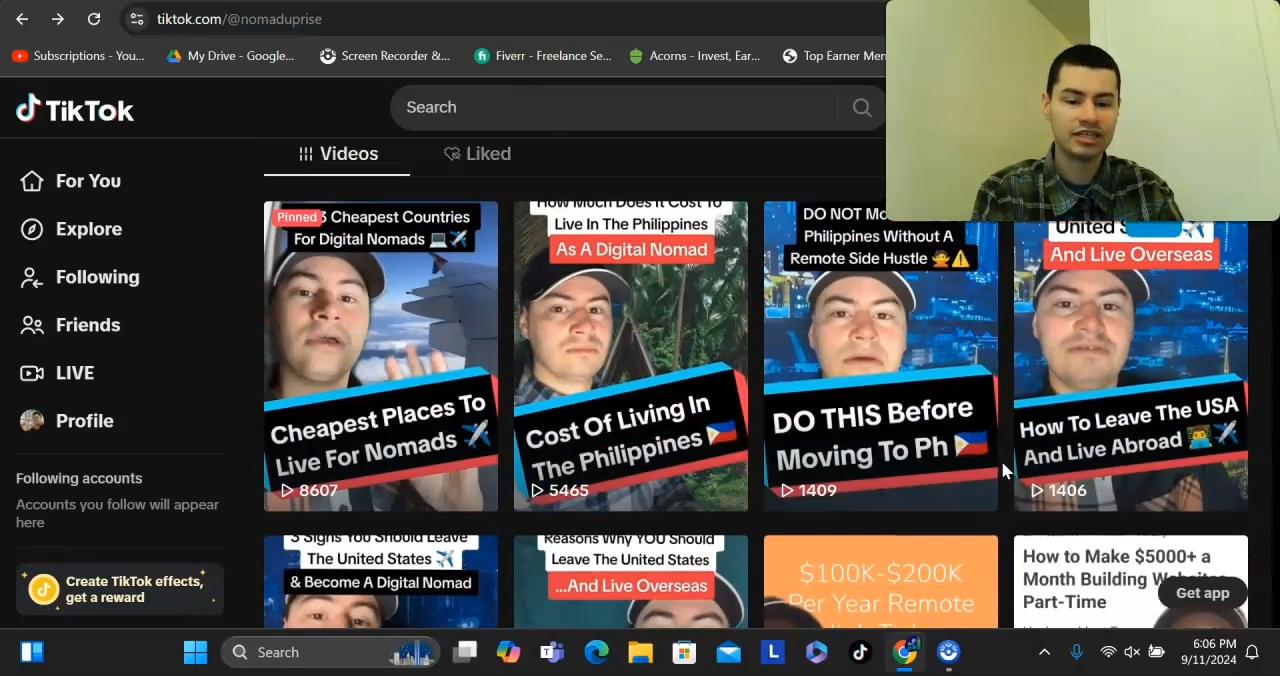 tiktok.com/@nomaduprise
Subscriptions - You...
My Drive - Google...
Screen Recorder &...
Fiverr - Freelance Se...
Acorns - Invest, Ear...
Top Earner Me
TikTok
Search
Videos
Liked
For You
Explore
Following
Friends
LIVE
Profile
Following accounts
Accounts you follow will appear
here
Create TikTok effects,
get a reward
Pinned
3 Cheapest Countries
For Digital Nomads 💻✈️
Cheapest Places To
Live For Nomads ✈️
8607
How Much Does It Cost To
Live In The Philippines
As A Digital Nomad
Cost Of Living In
The Philippines 🇵🇭
5465
DO NOT Mo
Philippines Without A
Remote Side Hustle 🙅⚠️
DO THIS Before
Moving To Ph 🇵🇭
1409
United S
And Live Overseas
How To Leave The USA
And Live Abroad 👨‍💻✈️
1406
3 Signs You Should Leave
The United States ✈️
& Become A Digital Nomad
Reasons Why YOU Should
Leave The United States
...And Live Overseas
$100K-$200K
Per Year Remote
How to Make $5000+ a
Month Building Websites
Part-Time
Get app
Search
6:06 PM
9/11/2024